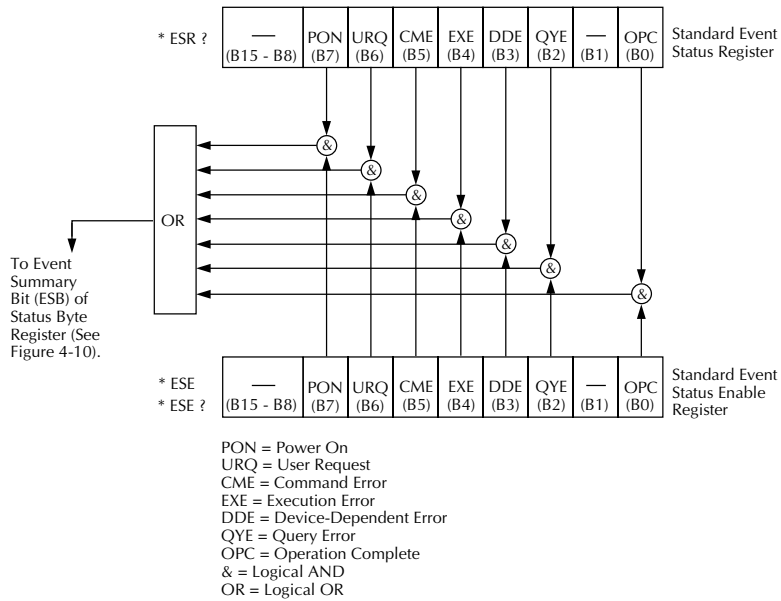 * ESR ?
— PON URQ CME EXE DDE QYE — OPC
(B15 - B8) (B7) (B6) (B5) (B4) (B3) (B2) (B1) (B0)
Standard Event
Status Register
&
&
&
&
&
&
&
OR
To Event
Summary
Bit (ESB) of
Status Byte
Register (See
Figure 4-10).
* ESE
* ESE ?
— PON URQ CME EXE DDE QYE — OPC
(B15 - B8) (B7) (B6) (B5) (B4) (B3) (B2) (B1) (B0)
Standard Event
Status Enable
Register
PON = Power On
URQ = User Request
CME = Command Error
EXE = Execution Error
DDE = Device-Dependent Error
QYE = Query Error
OPC = Operation Complete
& = Logical AND
OR = Logical OR